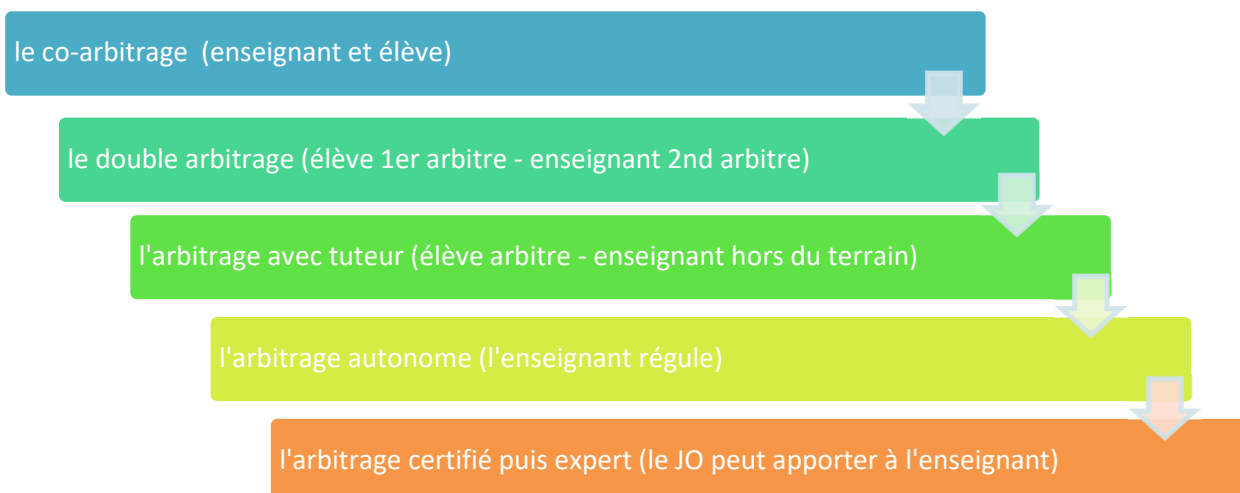 le co-arbitrage (enseignant et élève)
le double arbitrage (élève 1er arbitre - enseignant 2nd arbitre)
l'arbitrage avec tuteur (élève arbitre - enseignant hors du terrain)
l'arbitrage autonome (l'enseignant régule)
l'arbitrage certifié puis expert (le JO peut apporter à l'enseignant)